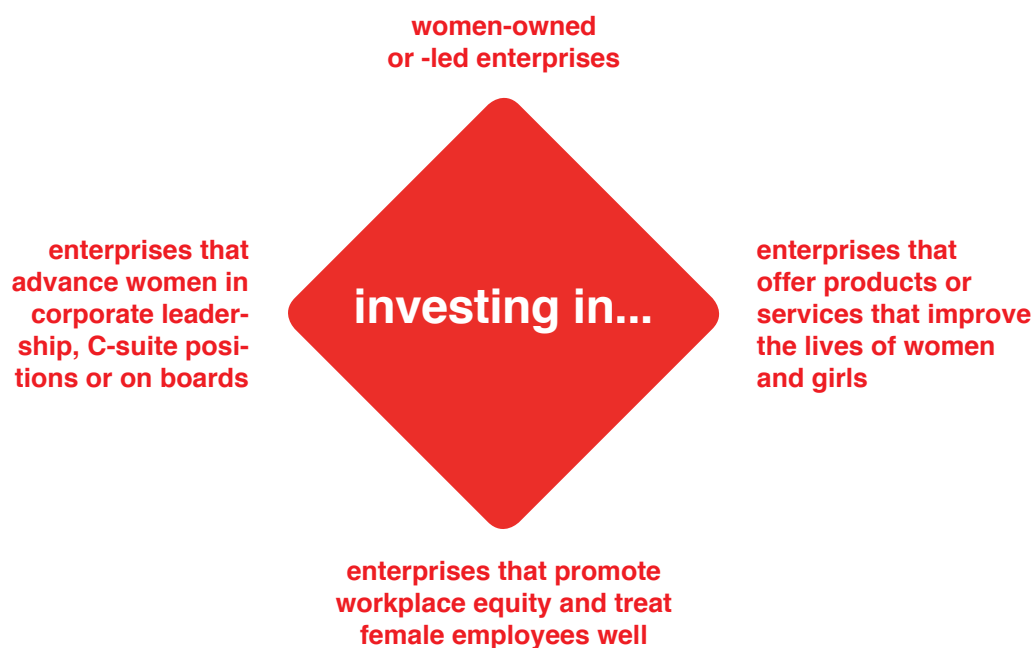 women-owned
or -led enterprises
enterprises that
advance women in
corporate leader-
ship, C-suite posi-
tions or on boards
investing in...
enterprises that
offer products or
services that improve
the lives of women
and girls
enterprises that promote
workplace equity and treat
female employees well